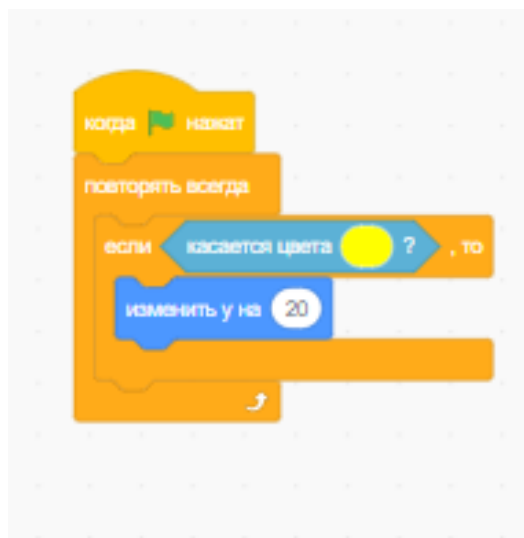 когда нажат
повторять всегда
если касается цвета ? , то
изменить y на 20